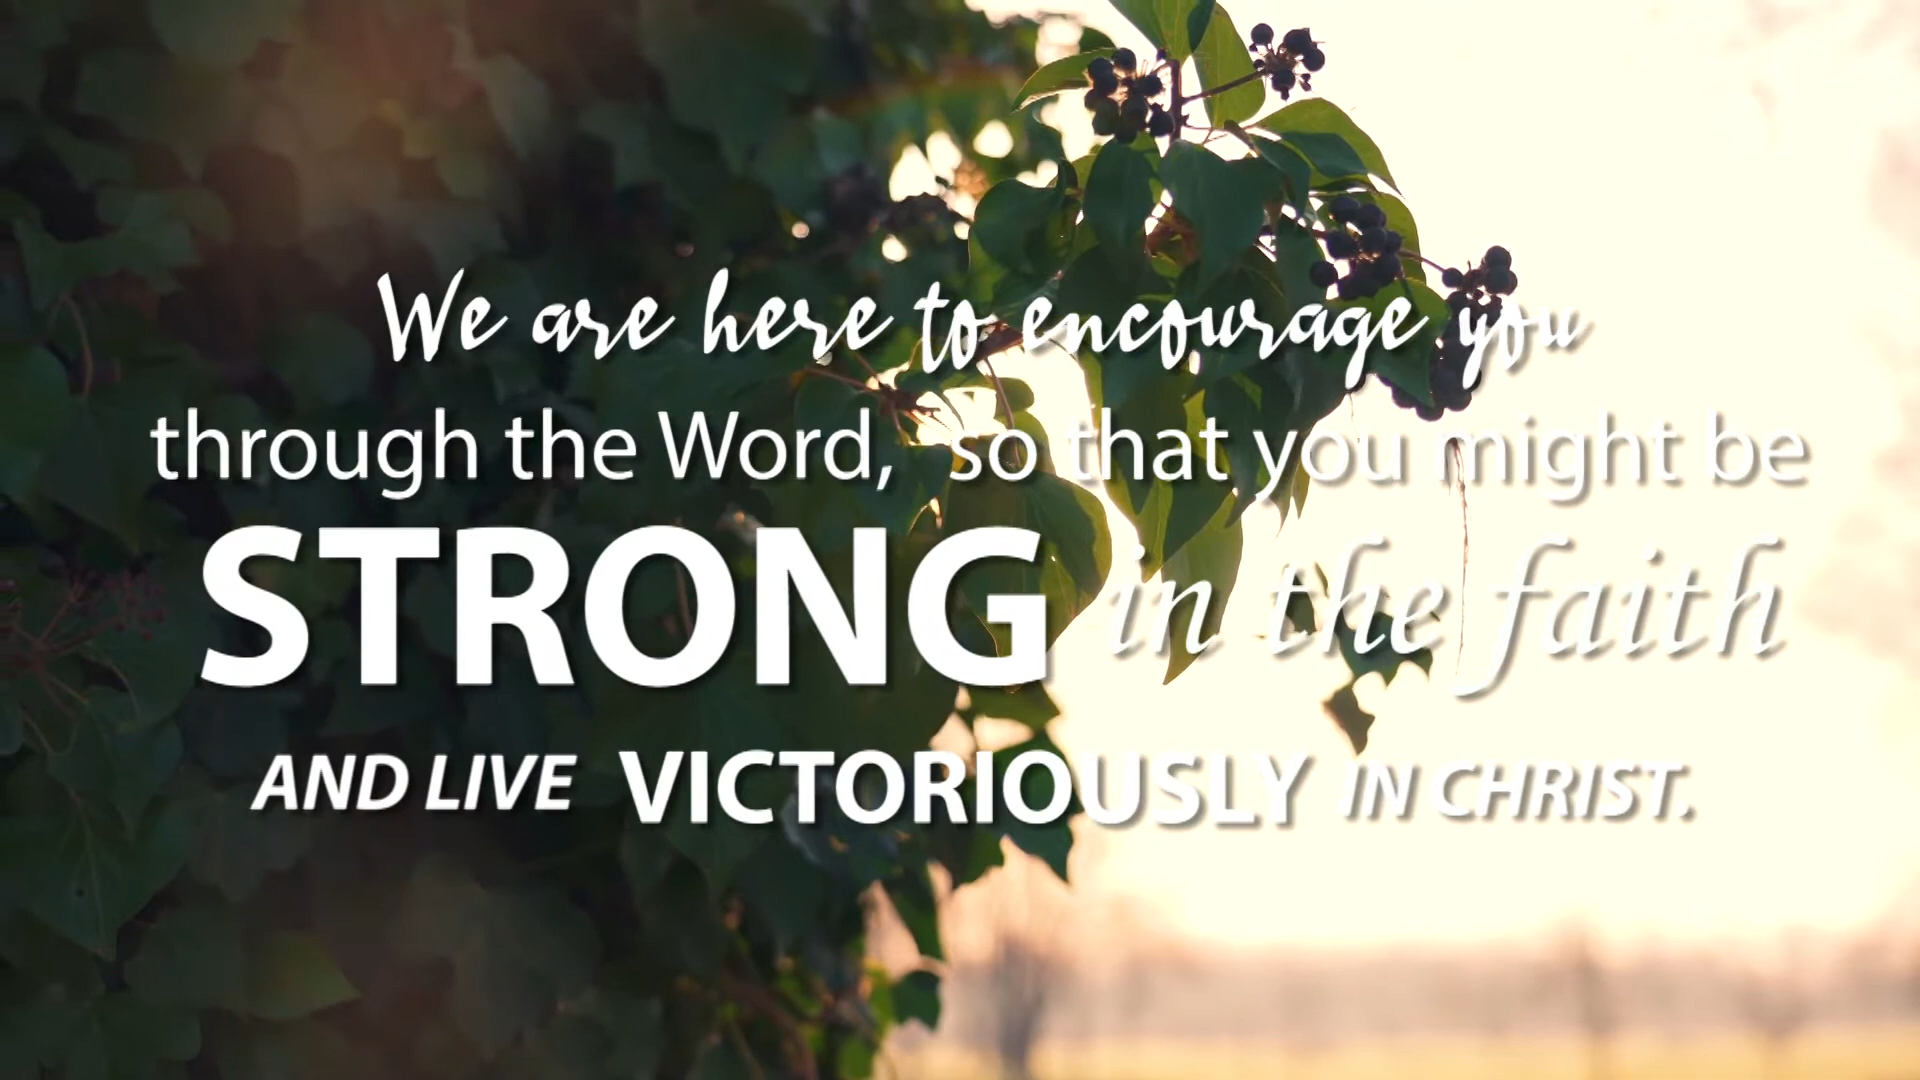 We are here to encourage you
through the Word, so that you might be
STRONG in the faith
AND LIVE VICTORIOUSLY IN CHRIST.